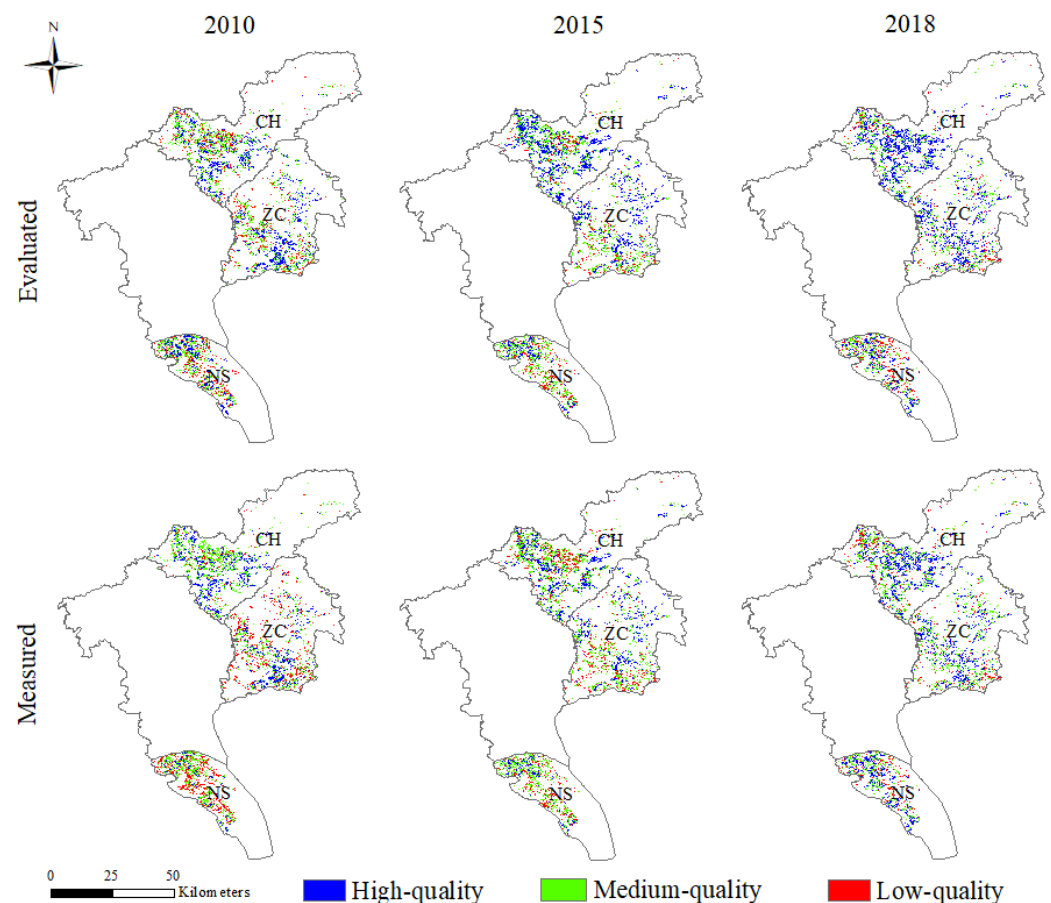 2010
2015
2018
N
Evaluated
CH
ZC
NS
CH
ZC
NS
CH
ZC
NS
Measured
CH
ZC
NS
CH
ZC
NS
CH
ZC
NS
0 25 50
Kilometers
High-quality
Medium-quality
Low-quality